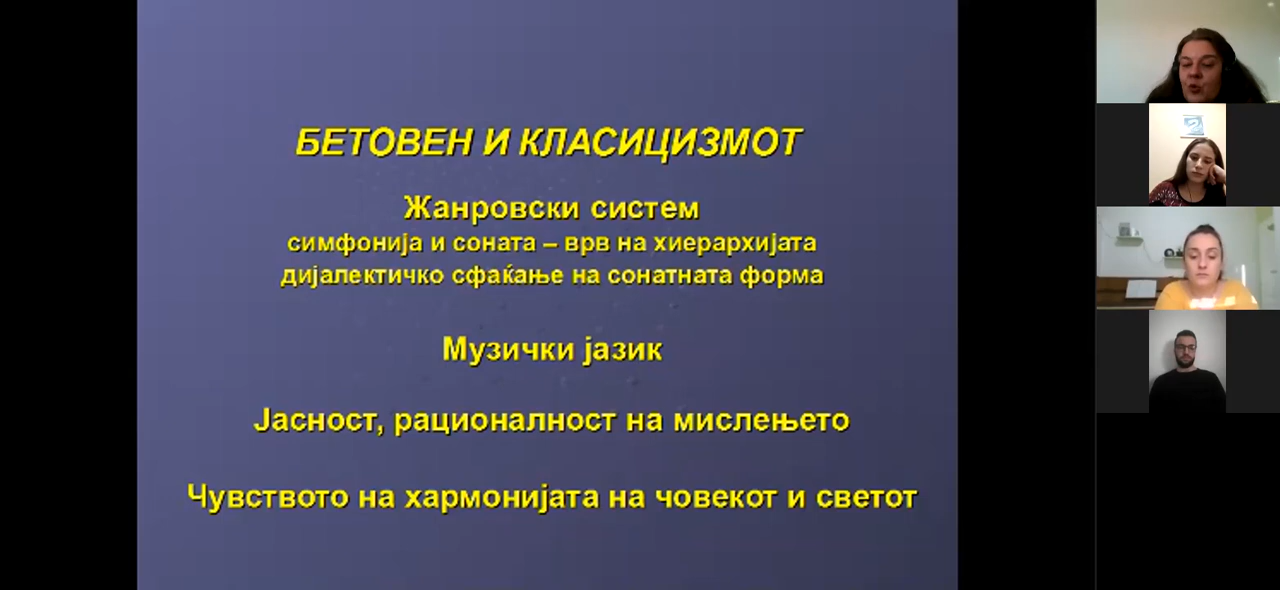 БЕТОВЕН И КЛАСИЦИЗМОТ
Жанровски систем
симфонија и соната – врв на хиерархијата
дијалектичко сфаќање на сонатната форма
Музички јазик
Јасност, рационалност на мислењето
Чувството на хармонијата на човекот и светот